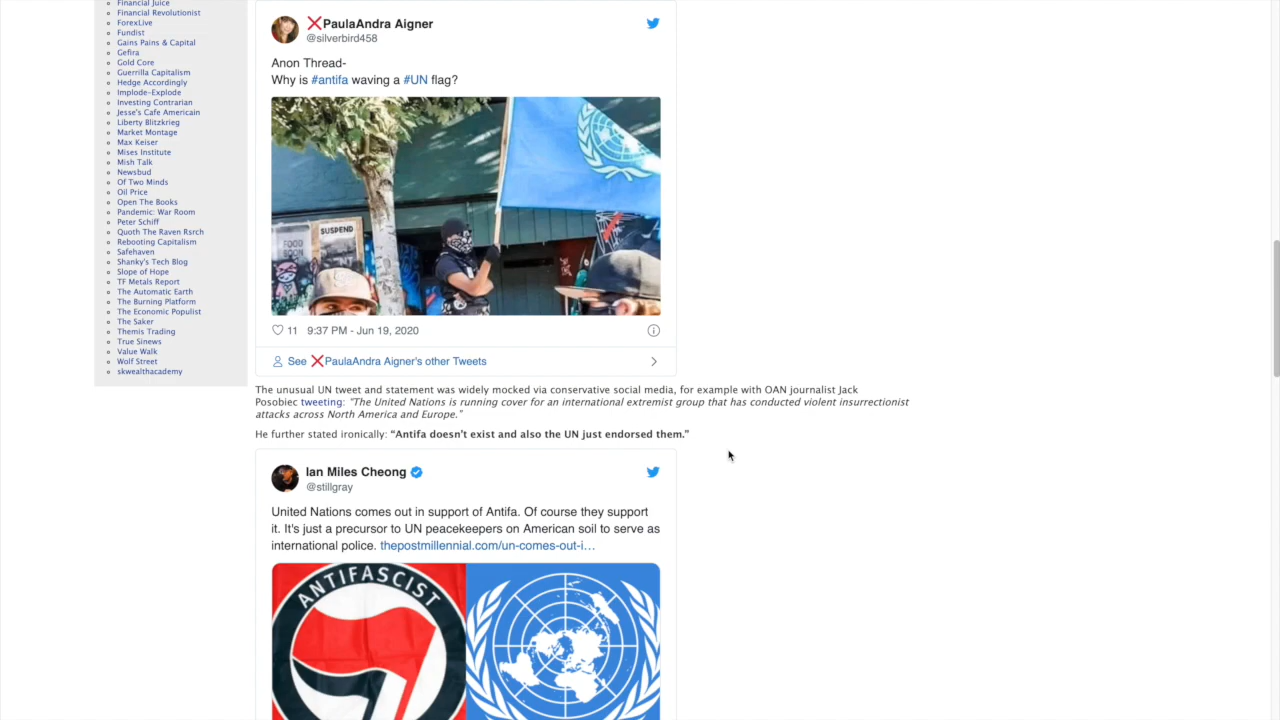 Financial Juice
Financial Revolutionist
ForexLive
Fundist
Gains Pains & Capital
Gefira
Gold Core
Guerrilla Capitalism
Hedge Accordingly
Implode-Explode
Investing Contrarian
Jesse's Cafe Americain
Liberty Blitzkrieg
Market Montage
Max Keiser
Mises Institute
Mish Talk
Newsbud
Of Two Minds
Oil Price
Open The Books
Pandemic: War Room
Peter Schiff
Quoth The Raven Rsrch
Rebooting Capitalism
Safehaven
Shanky's Tech Blog
Slope of Hope
TF Metals Report
The Automatic Earth
The Burning Platform
The Economic Populist
The Saker
Themis Trading
True Sinews
Value Walk
Wolf Street
skwealthacademy
❌PaulaAndra Aigner
@silverbird458
Anon Thread-
Why is #antifa waving a #UN flag?
FOOD
SUSPEND
11 9:37 PM - Jun 19, 2020
See ❌PaulaAndra Aigner's other Tweets
The unusual UN tweet and statement was widely mocked via conservative social media, for example with OAN journalist Jack
Posobiec tweeting: "The United Nations is running cover for an international extremist group that has conducted violent insurrectionist
attacks across North America and Europe."
He further stated ironically: “Antifa doesn’t exist and also the UN just endorsed them.”
Ian Miles Cheong
@stillgray
United Nations comes out in support of Antifa. Of course they support
it. It's just a precursor to UN peacekeepers on American soil to serve as
international police. thepostmillennial.com/un-comes-out-i…
ANTIFASCIST